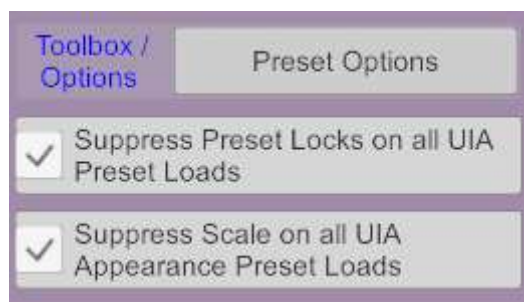 Toolbox /
Options
Preset Options
Suppress Preset Locks on all UIA
Preset Loads
Suppress Scale on all UIA
Appearance Preset Loads